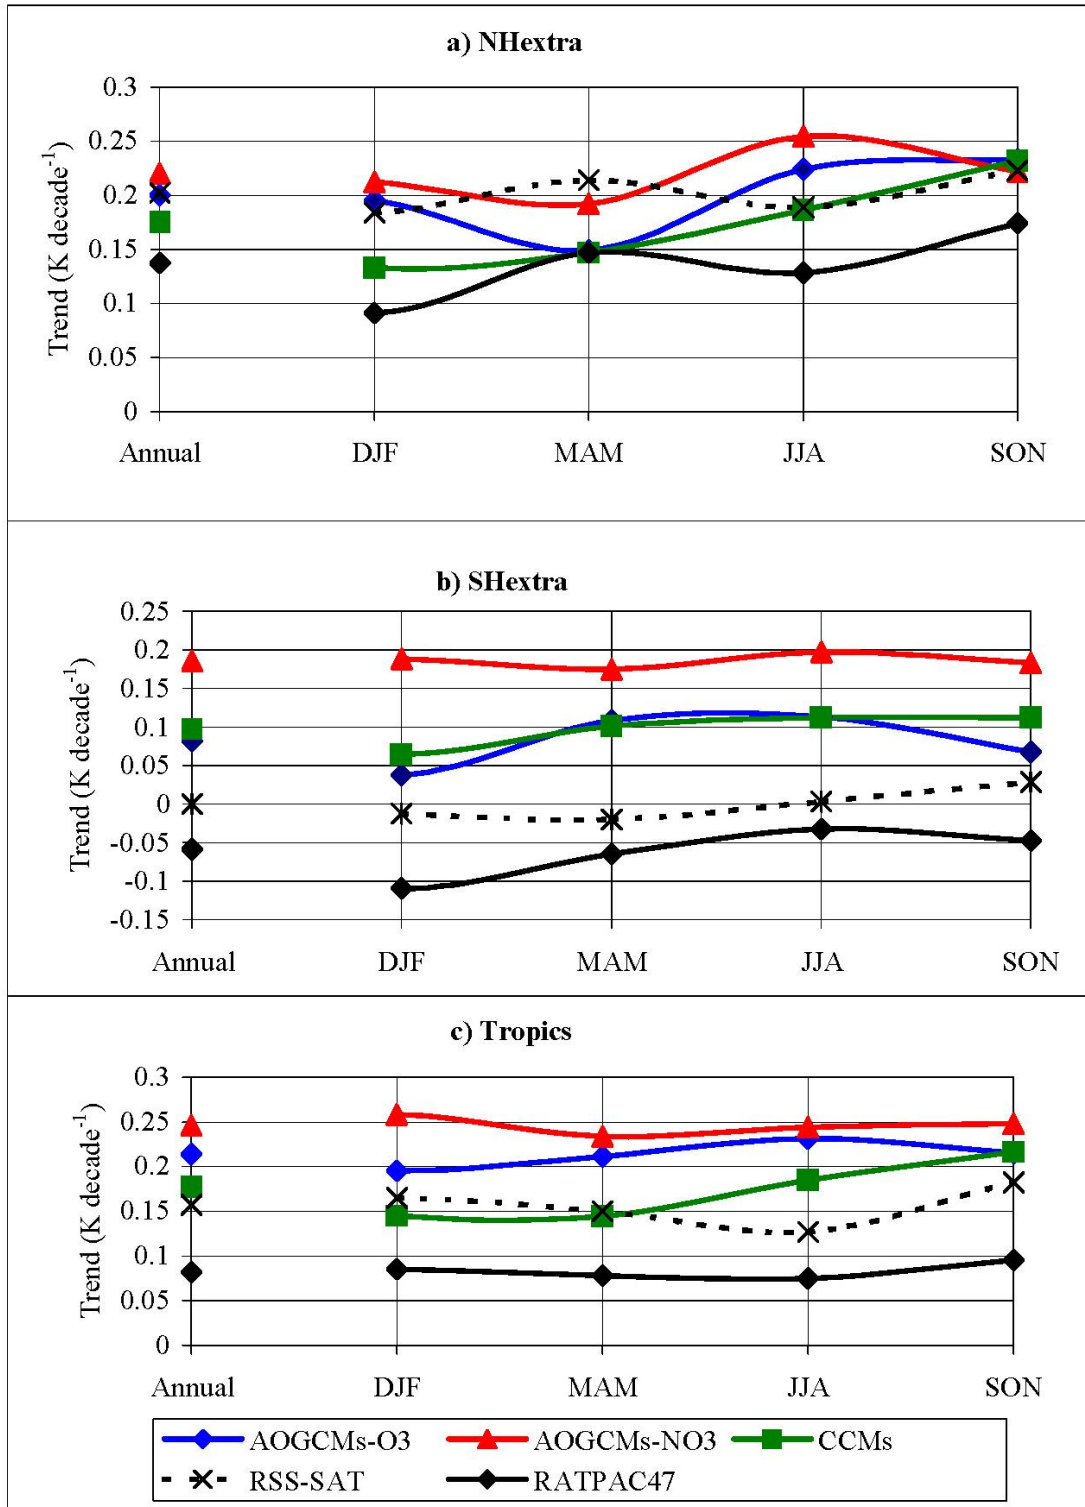 a) NHextra
0.3
0.25
0.2
0.15
0.1
0.05
0
Trend (K decade⁻¹)
Annual DJF MAM JJA SON
b) SHextra
0.25
0.2
0.15
0.1
0.05
0
-0.05
-0.1
-0.15
Trend (K decade⁻¹)
Annual DJF MAM JJA SON
c) Tropics
0.3
0.25
0.2
0.15
0.1
0.05
0
Trend (K decade⁻¹)
Annual DJF MAM JJA SON
AOGCMs-O3 AOGCMs-NO3 CCMs
RSS-SAT RATPAC47